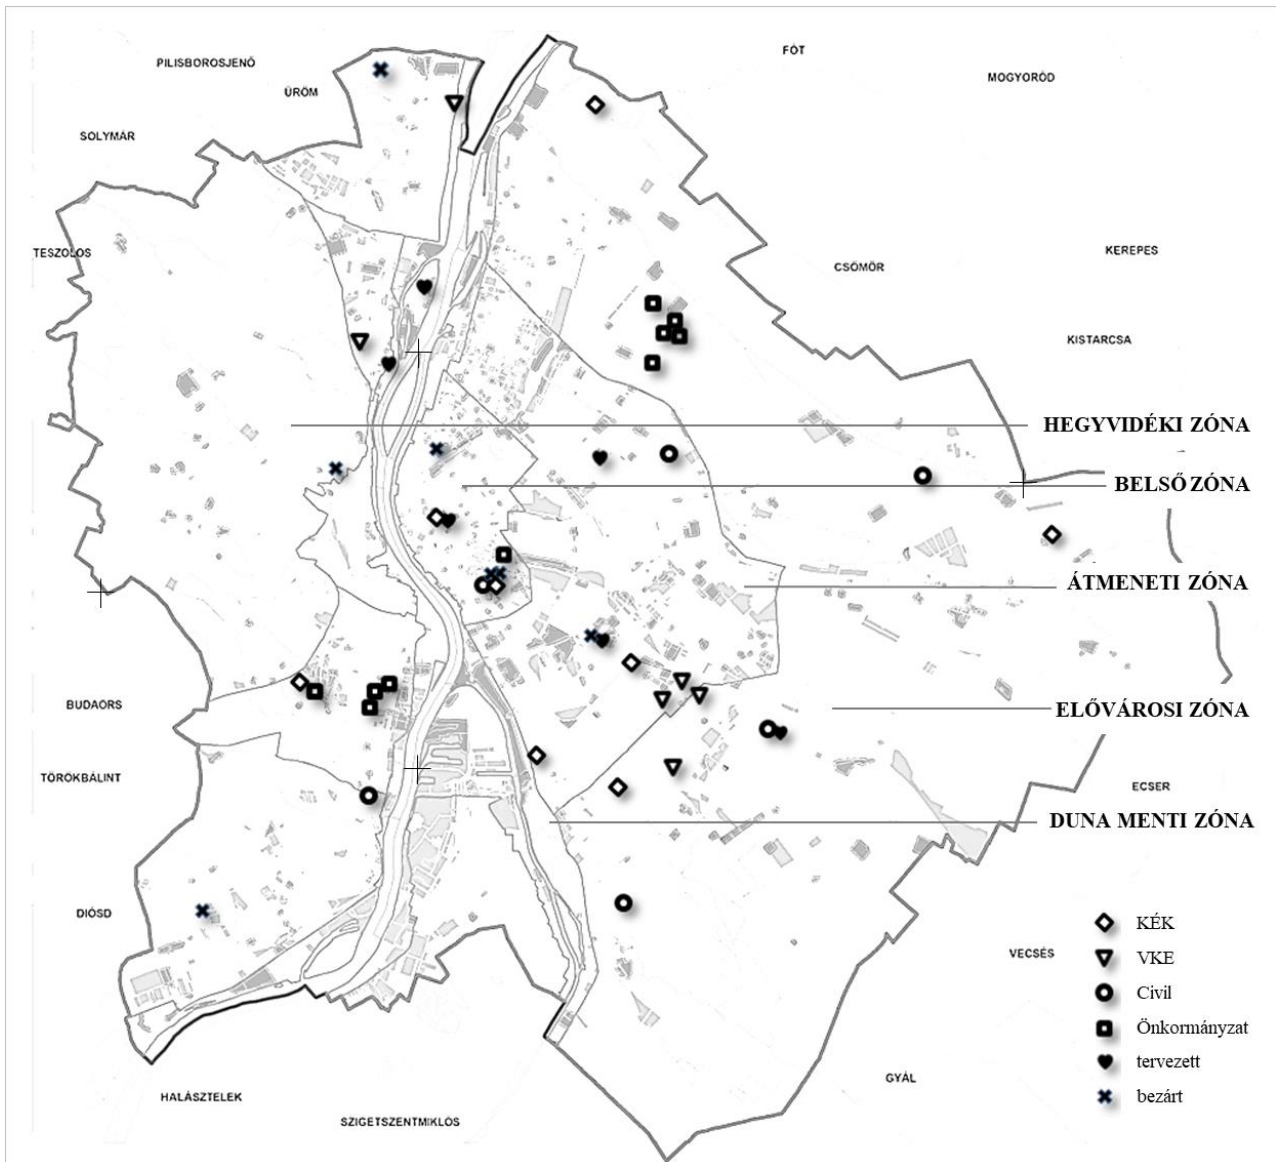 FÓT
PILISBOROSJENŐ
MOGYORÓD
ÜRÖM
SOLYMÁR
TESZOLOS
KEREPES
CSÖMÖR
KISTARCSA
HEGYVIDÉKI ZÓNA
BELSŐ ZÓNA
ÁTMENETI ZÓNA
BUDAÖRS
ELŐVÁROSI ZÓNA
TÖRÖKBÁLINT
ECSER
DUNA MENTI ZÓNA
DIÓSD
KÉK
VECSÉS
VKE
Civil
Önkormányzat
tervezett
GYÁL
bezárt
HALÁSZTELEK
SZIGETSZENTMIKLÓS